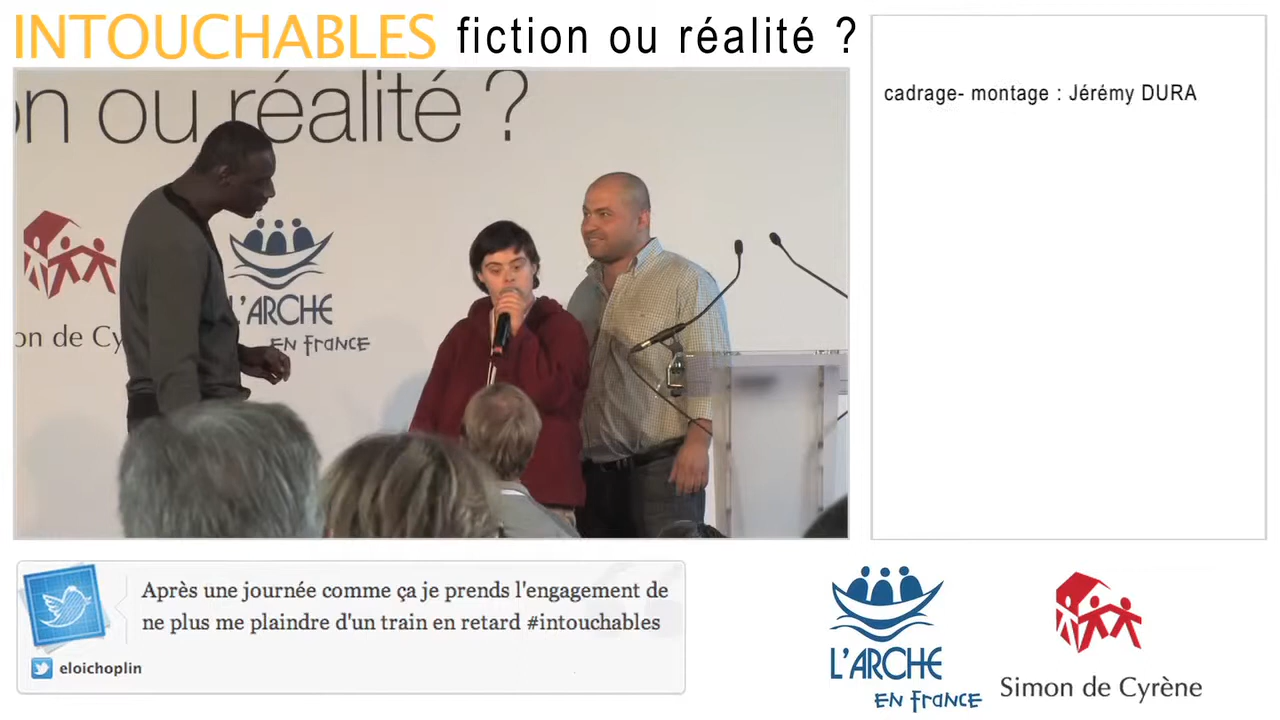 INTOUCHABLES fiction ou réalité ?
on ou réalité ?
L'ARCHE
EN FRANCE
on de Cy
cadrage- montage : Jérémy DURA
Après une journée comme ça je prends l'engagement de
ne plus me plaindre d'un train en retard #intouchables
eloichoplin
L'ARCHE
EN FRANCE
Simon de Cyrène